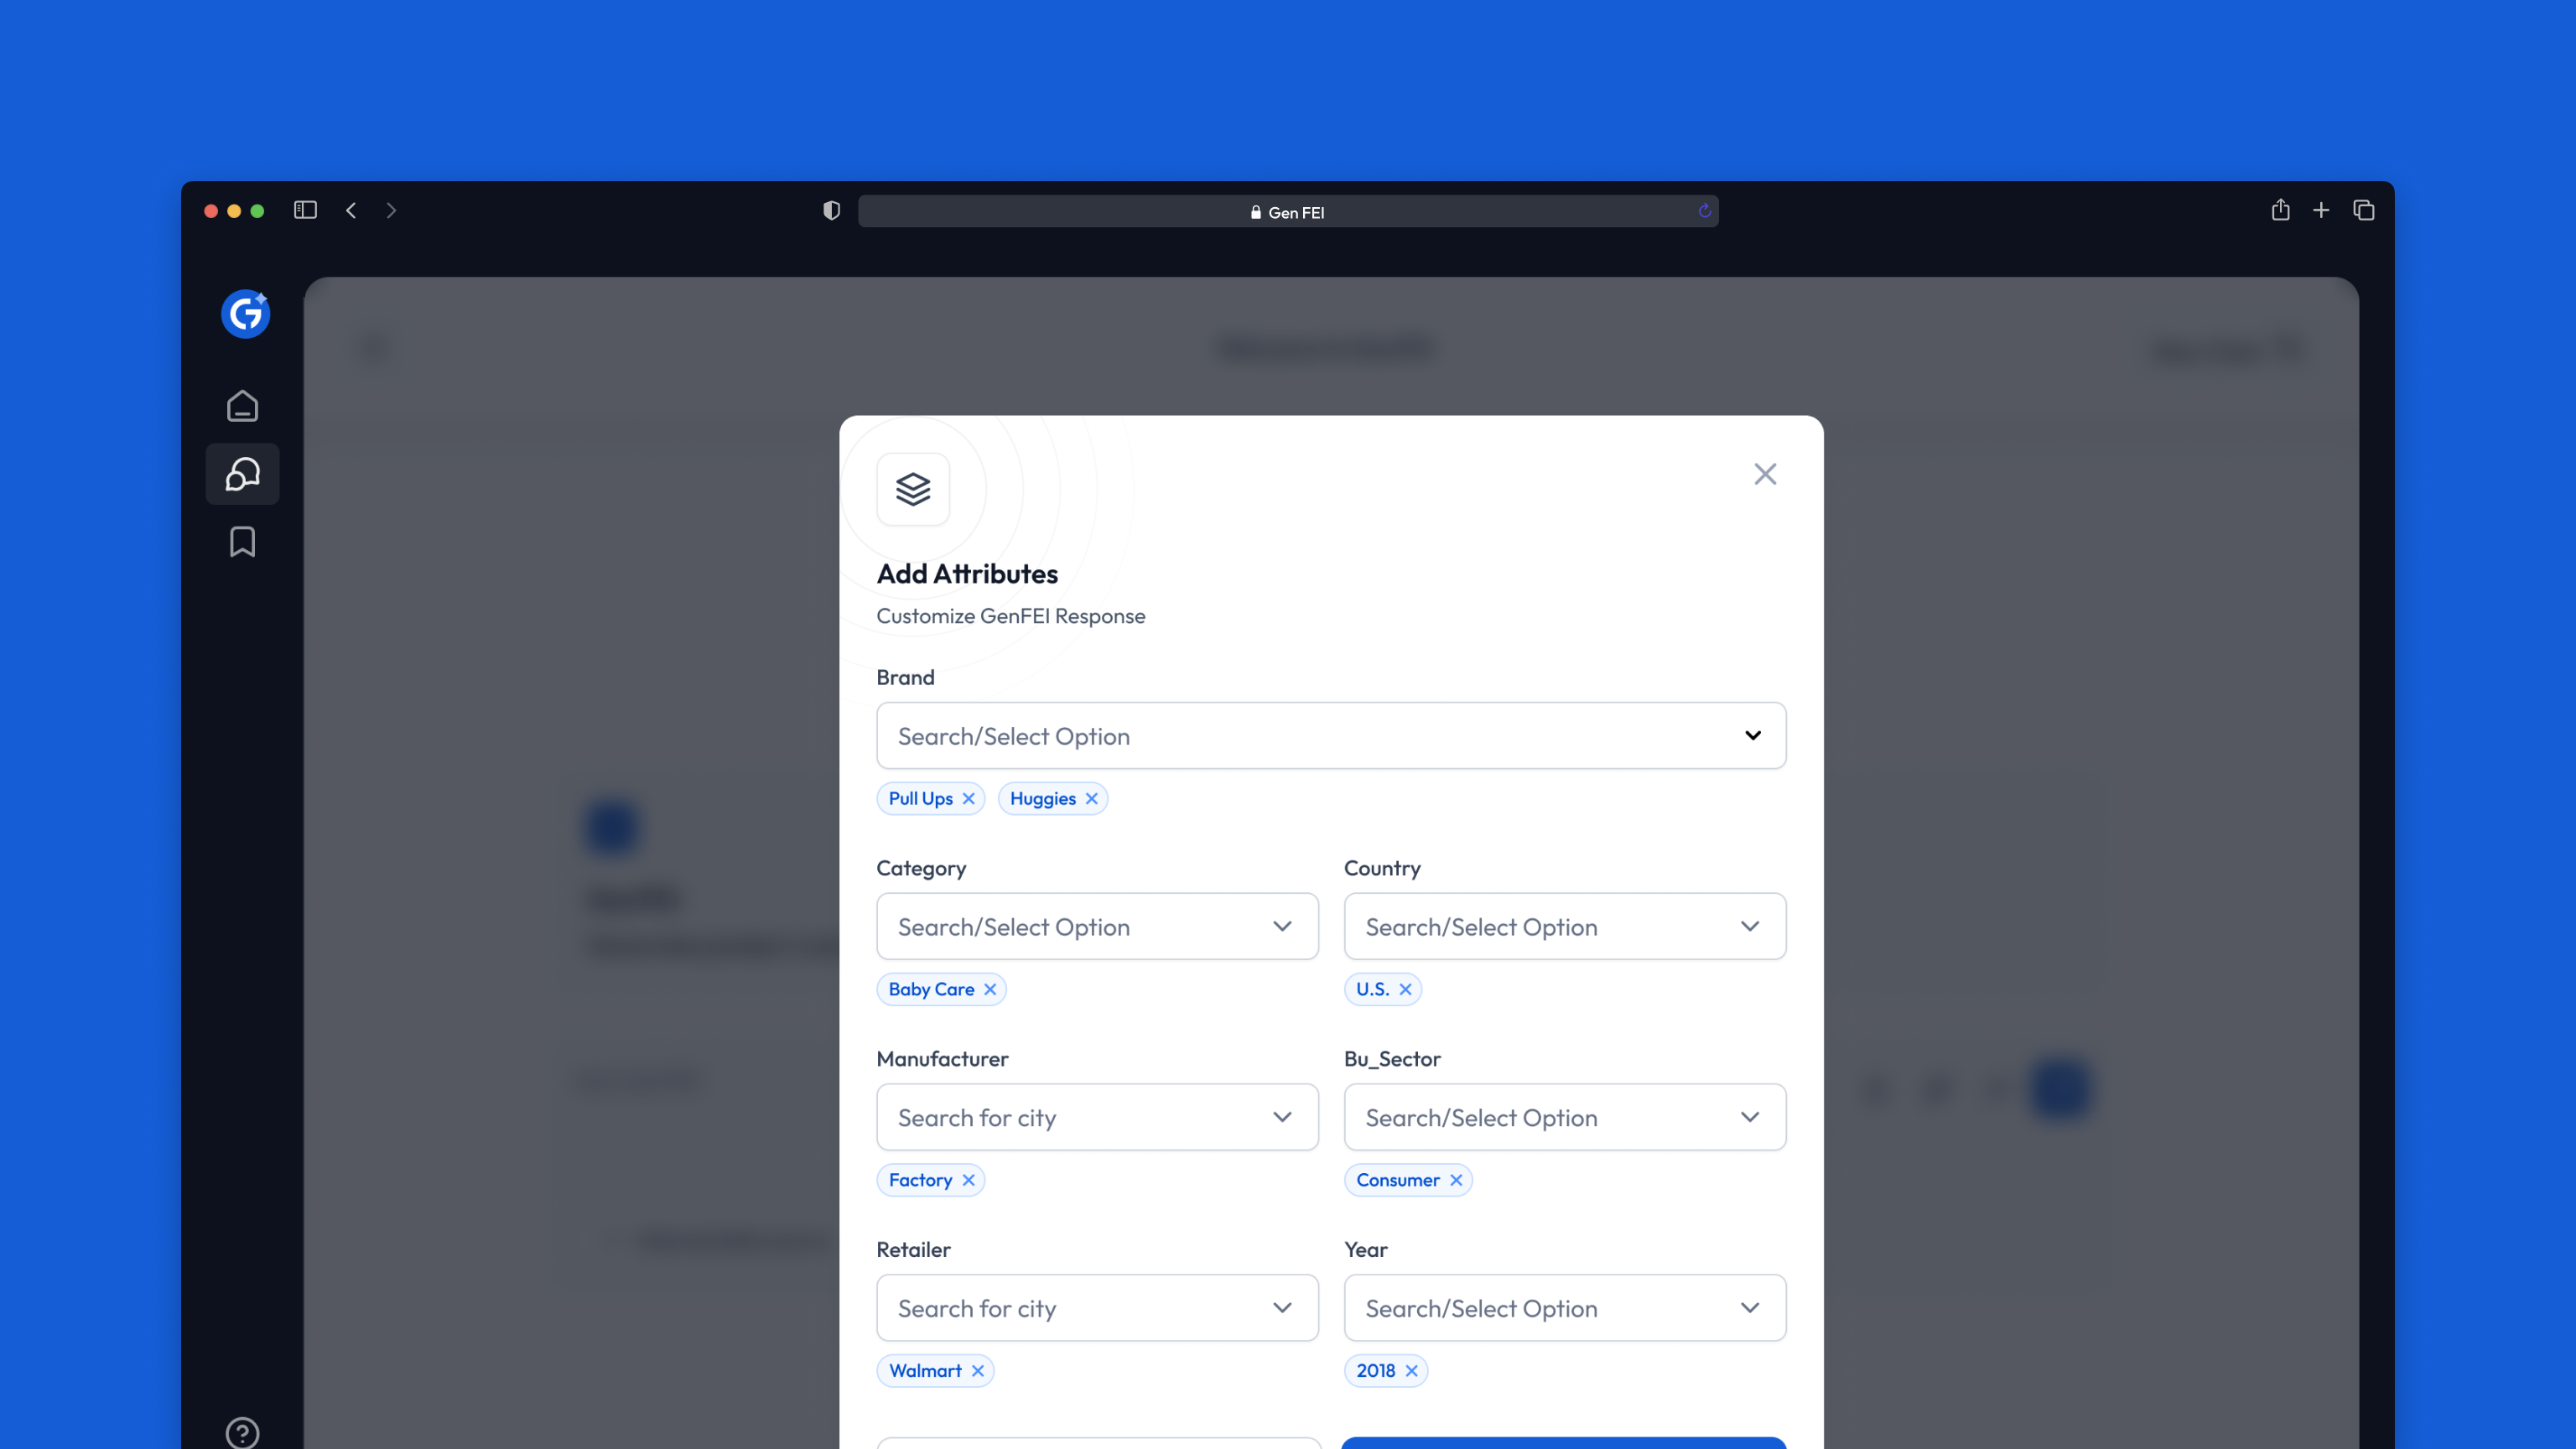 Gen FEI
Add Attributes
Customize GenFEI Response
Brand
Search/Select Option
Pull Ups
Huggies
Category
Country
Search/Select Option
Search/Select Option
Baby Care
U.S.
Manufacturer
Bu_Sector
Search for city
Search/Select Option
Factory
Consumer
Retailer
Year
Search for city
Search/Select Option
Walmart
2018